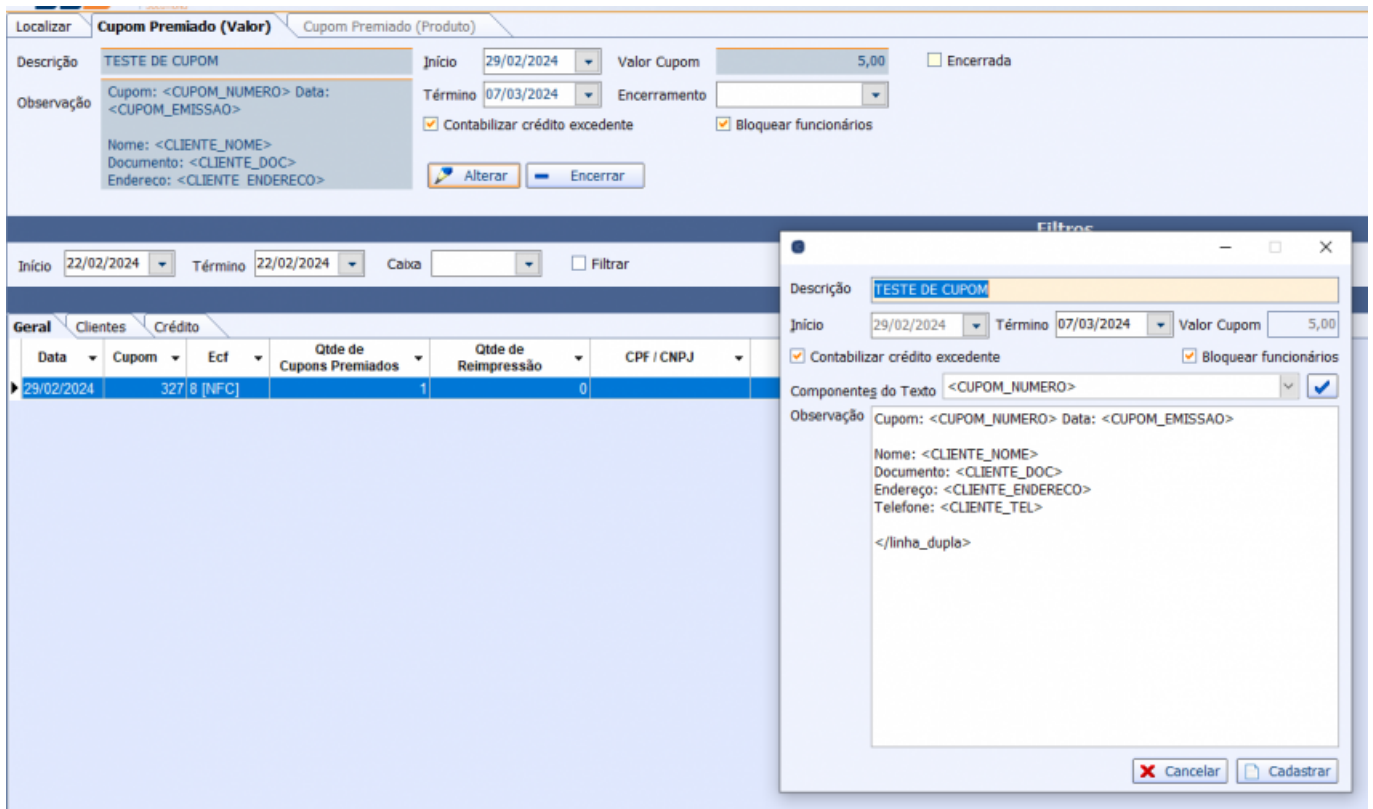 Localizar Cupom Premiado (Valor) Cupom Premiado (Produto)
Descrição TESTE DE CUPOM Início 29/02/2024 Valor Cupom 5,00 Encerrada
Observação Cupom: <CUPOM_NUMERO> Data:
<CUPOM_EMISSAO>
Nome: <CLIENTE_NOME>
Documento: <CLIENTE_DOC>
Endereco: <CLIENTE ENDERECO>
Término 07/03/2024 Encerramento
Contabilizar crédito excedente Bloquear funcionários
Alterar Encerrar
Filtros
Início 22/02/2024 Término 22/02/2024 Caixa Filtrar
Geral Clientes Crédito
Data Cupom Ecf Qtde de Cupons Premiados Qtde de Reimpressão CPF / CNPJ
29/02/2024 327 8 [NFC] 1 0
Descrição TESTE DE CUPOM
Início 29/02/2024 Término 07/03/2024 Valor Cupom 5,00
Contabilizar crédito excedente Bloquear funcionários
Componentes do Texto <CUPOM_NUMERO>
Observação Cupom: <CUPOM_NUMERO> Data: <CUPOM_EMISSAO>
Nome: <CLIENTE_NOME>
Documento: <CLIENTE_DOC>
Endereço: <CLIENTE_ENDERECO>
Telefone: <CLIENTE_TEL>
</linha_dupla>
Cancelar Cadastrar